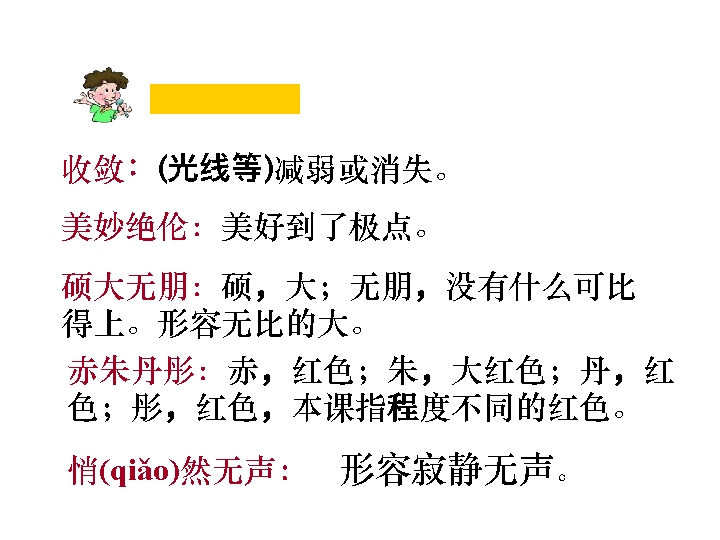 收敛：(光线等)减弱或消失。
美妙绝伦：美好到了极点。
硕大无朋：硕，大；无朋，没有什么可比
得上。形容无比的大。
赤朱丹彤：赤，红色；朱，大红色；丹，红
色；彤，红色，本课指程度不同的红色。
悄(qiǎo)然无声： 形容寂静无声。